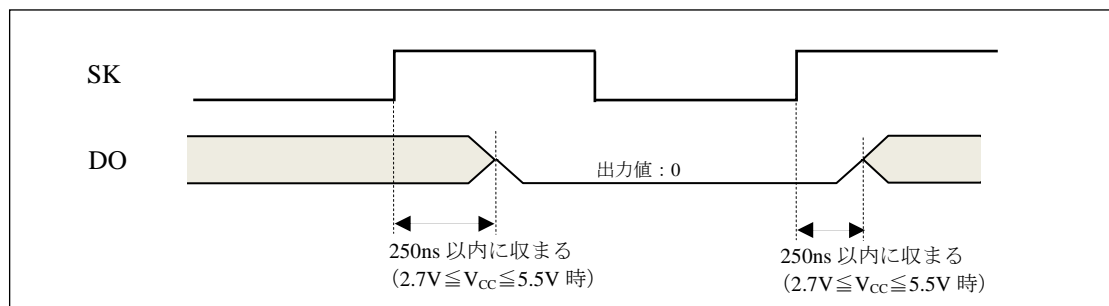 SK
DO
出力値：0
250ns 以内に収まる
（2.7V≦VCC≦5.5V 時）
250ns 以内に収まる
（2.7V≦VCC≦5.5V 時）